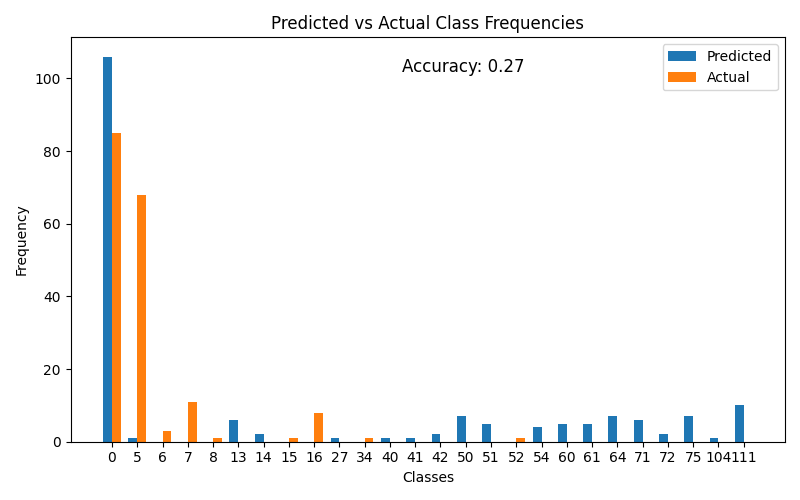 Predicted vs Actual Class Frequencies
Accuracy: 0.27
Predicted
Actual
Frequency
100
80
60
40
20
0
0 5 6 7 8 13 14 15 16 27 34 40 41 42 50 51 52 54 60 61 64 71 72 75 104 111
Classes